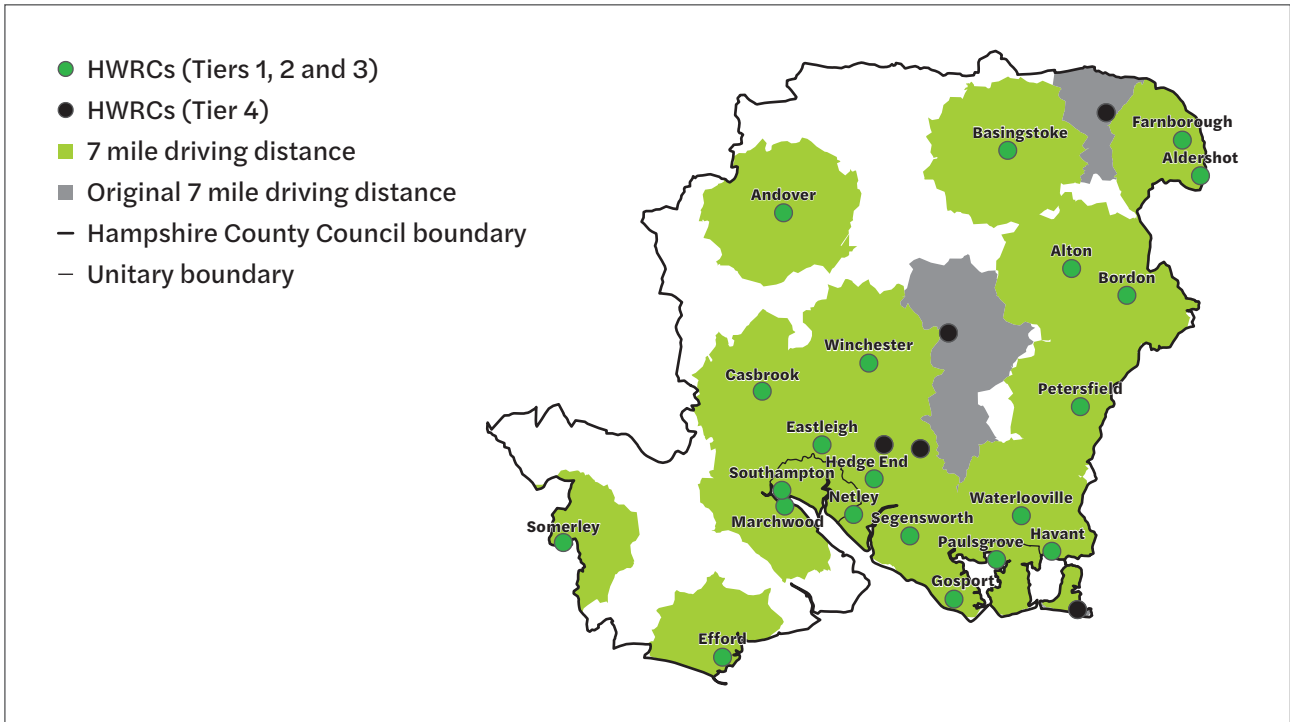 HWRCs (Tiers 1, 2 and 3)
HWRCs (Tier 4)
7 mile driving distance
Original 7 mile driving distance
Hampshire County Council boundary
Unitary boundary
Farnborough
Basingstoke
Aldershot
Andover
Alton
Bordon
Winchester
Casbrook
Petersfield
Eastleigh
Hedge End
Southampton
Netley
Waterlooville
Marchwood
Segensworth
Somerley
Havant
Paulsgrove
Gosport
Efford